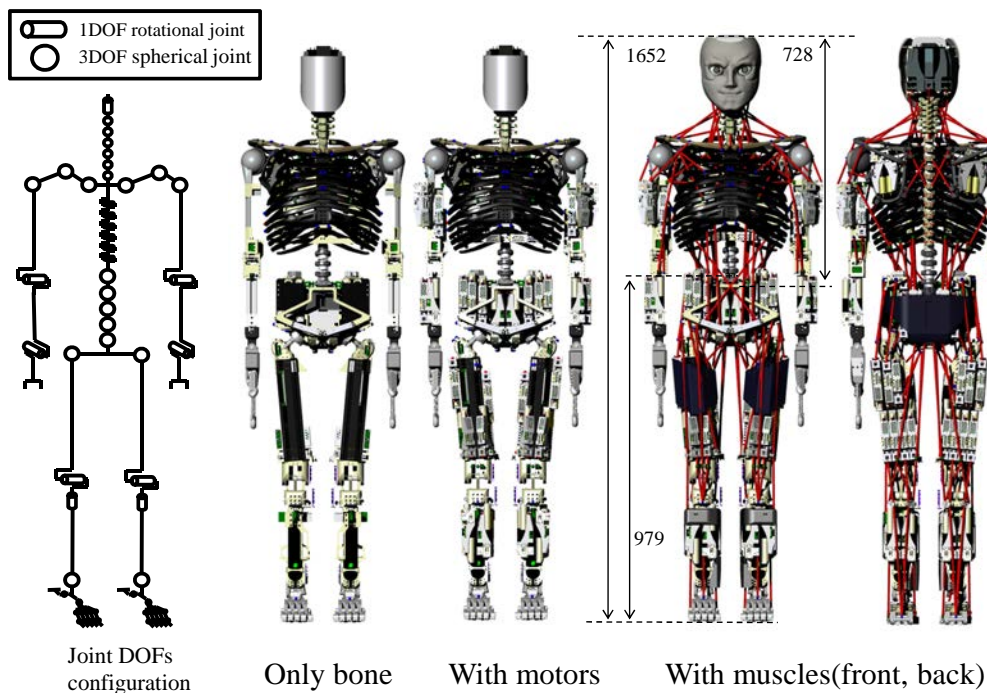 1DOF rotational joint
3DOF spherical joint
1652
728
979
Joint DOFs
configuration
Only bone
With motors
With muscles(front, back)